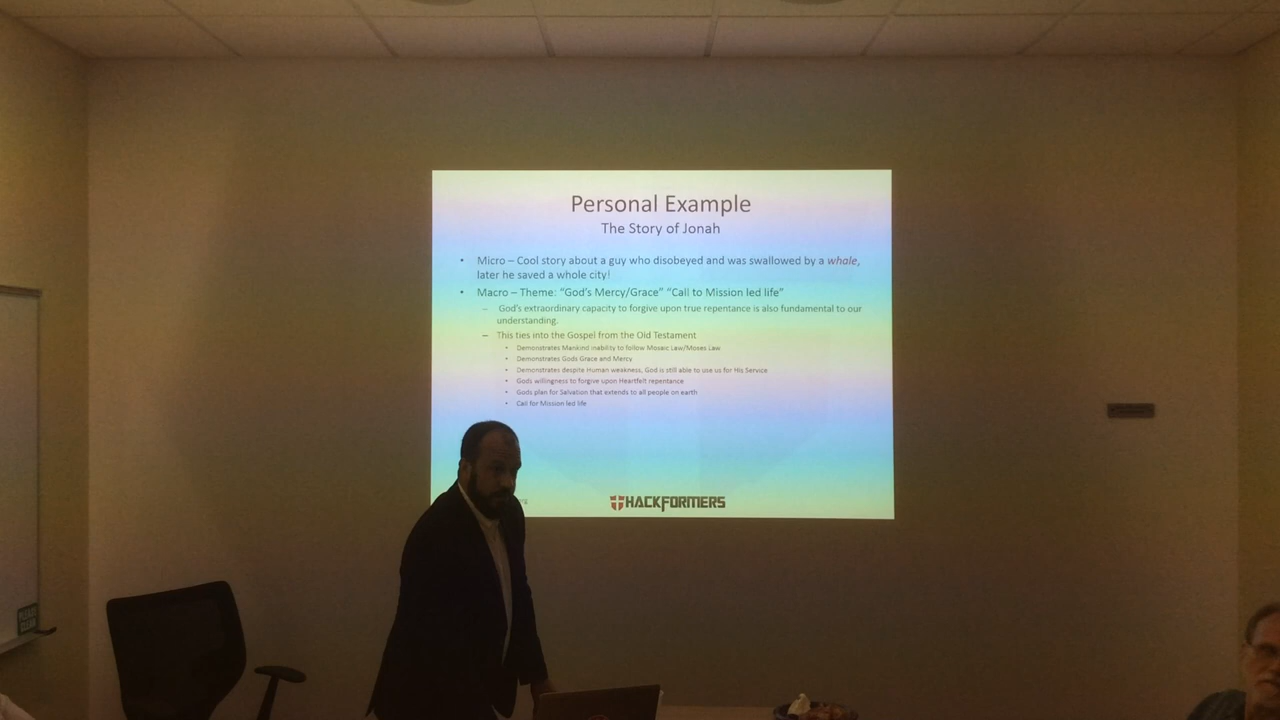 Personal Example
The Story of Jonah
• Micro – Cool story about a guy who disobeyed and was swallowed by a whale,
later he saved a whole city!
• Macro – Theme: “God’s Mercy/Grace” “Call to Mission led life”
– God’s extraordinary capacity to forgive upon true repentance is also fundamental to our
understanding.
– This ties into the Gospel from the Old Testament
• Demonstrates Mankind inability to follow Mosaic Law/Moses Law
• Demonstrates Gods Grace and Mercy
• Demonstrates despite Human weakness, God is still able to use us for His Service
• Gods willingness to forgive upon Heartfelt repentance
• Gods plan for Salvation that extends to all people on earth
• Call for Mission led life
HACKFORMERS
PLEASE
CLEAN